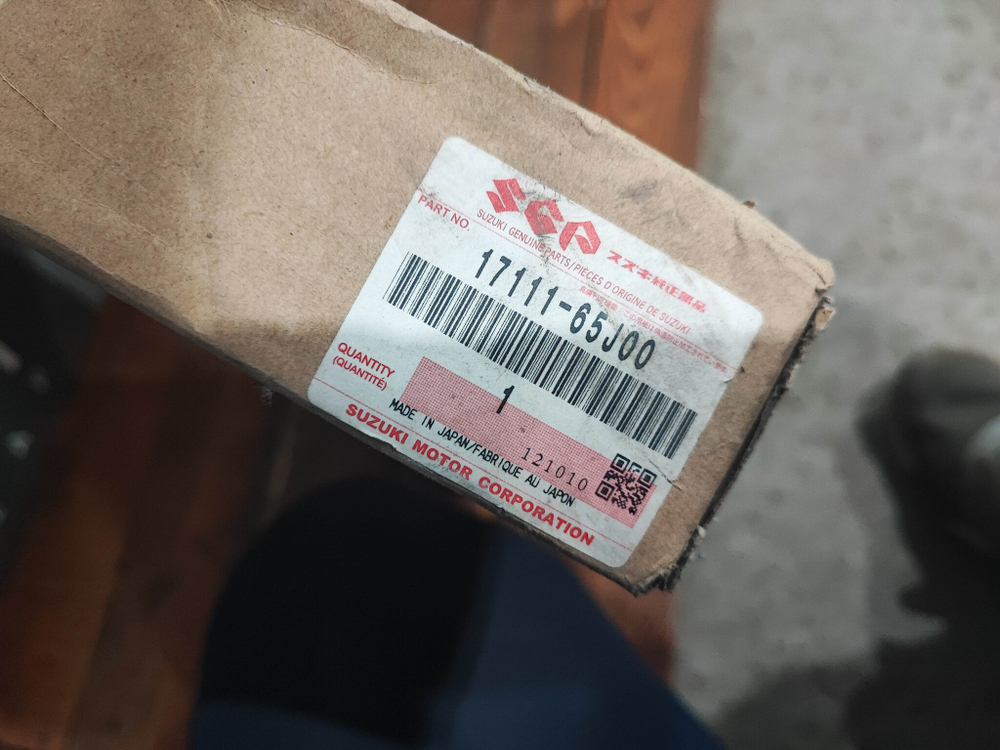 SGP スズキ純正部品
PART NO. SUZUKI GENUINE PARTS/PIÈCES D'ORIGINE DE SUZUKI
17111-65J00
QUANTITY
(QUANTITÉ)
1
MADE IN JAPAN/FABRIQUE AU JAPON
121010
SUZUKI MOTOR CORPORATION